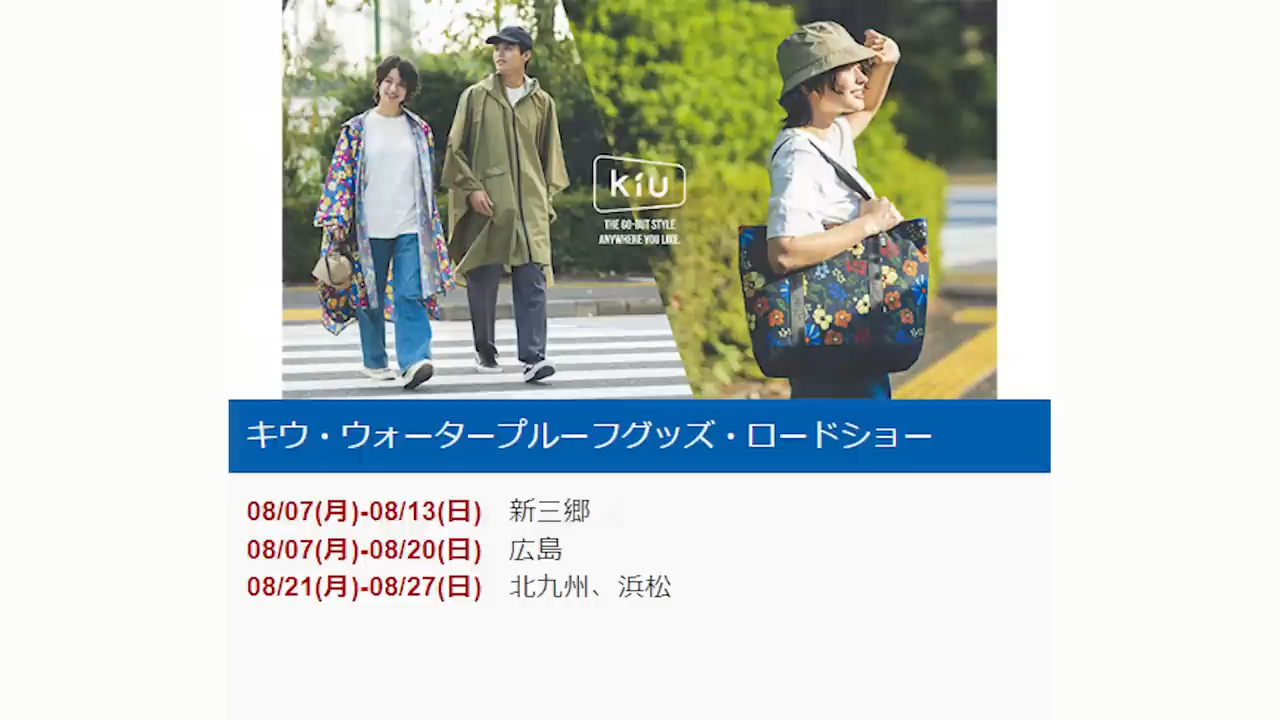 KiU
THE GO-OUT STYLE
ANYWHERE YOU LIKE.
キウ・ウォータープルーフグッズ・ロードショー
08/07(月)-08/13(日) 新三郷
08/07(月)-08/20(日) 広島
08/21(月)-08/27(日) 北九州、浜松